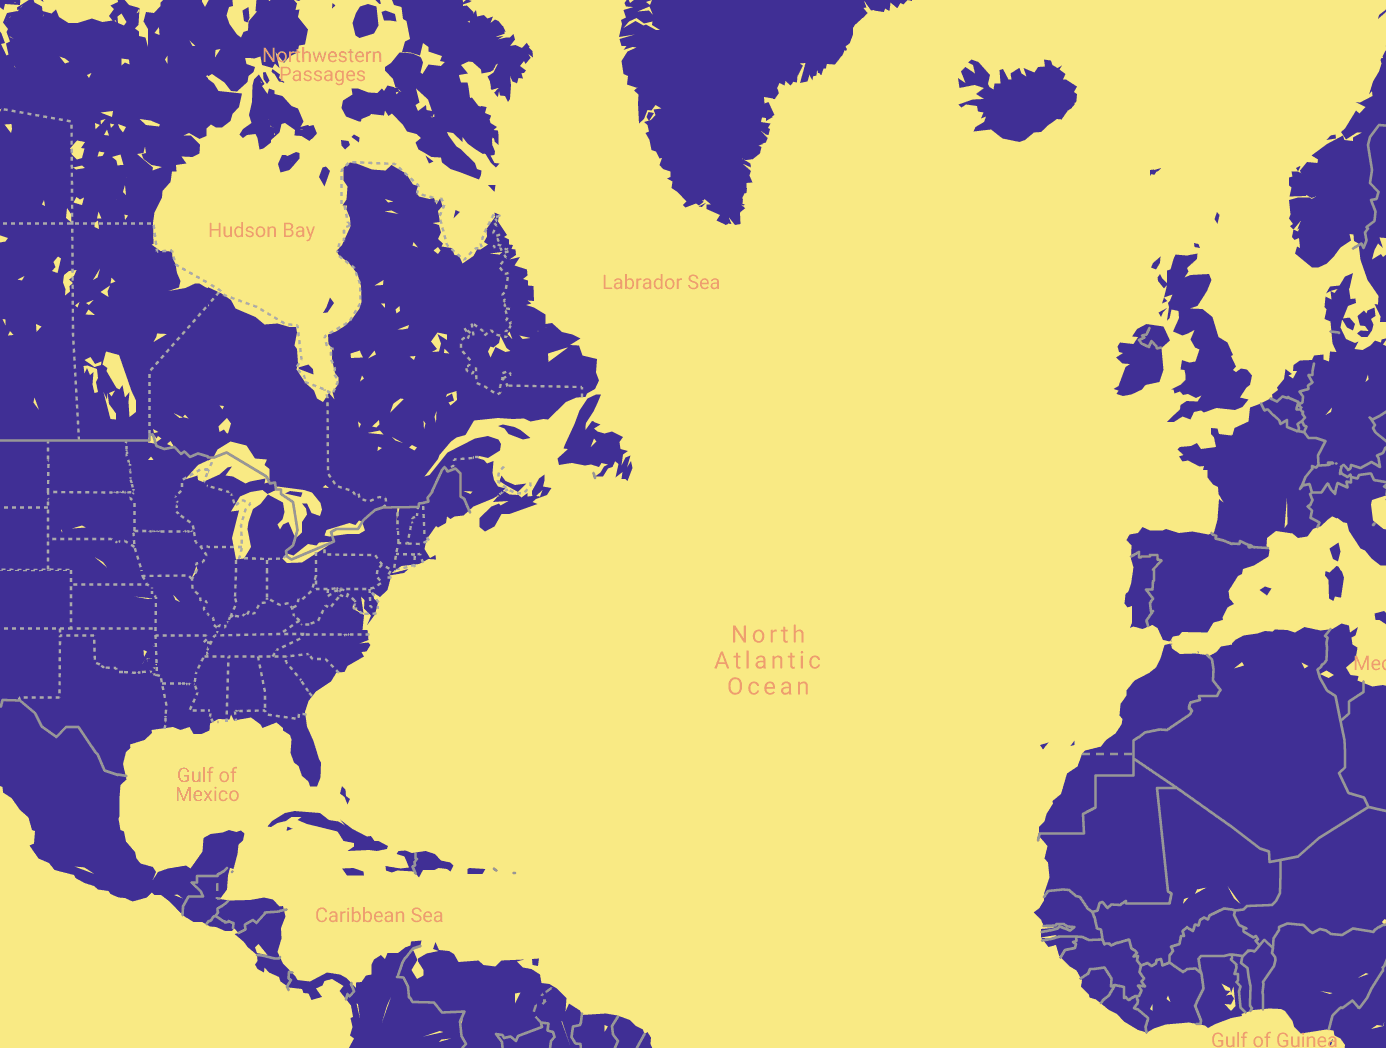 Northwestern
Passages
Hudson Bay
Labrador Sea
North
Atlantic
Ocean
Med
Gulf of
Mexico
Caribbean Sea
Gulf of Guinea